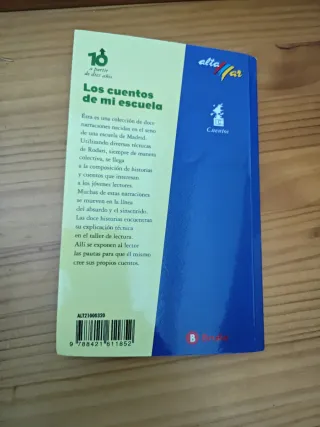 10
a partir
de diez años
Los cuentos
de mi escuela
Esta es una colección de doce
narraciones nacidas en el seno
de una escuela de Madrid.
Utilizando diversas técnicas
de Rodari, siempre de manera
colectiva, se llega
a la composición de historias
y cuentos que interesen
a los jóvenes lectores.
Muchas de estas narraciones
se mueven en la línea
del absurdo y el sinsentido.
Las doce historias encuentran
su explicación técnica
en el taller de lectura.
Allí se exponen al lector
las pautas para que él mismo
cree sus propios cuentos.
ALTZ1008339
9 788421 611852
alta
Mar
Cuentos
B